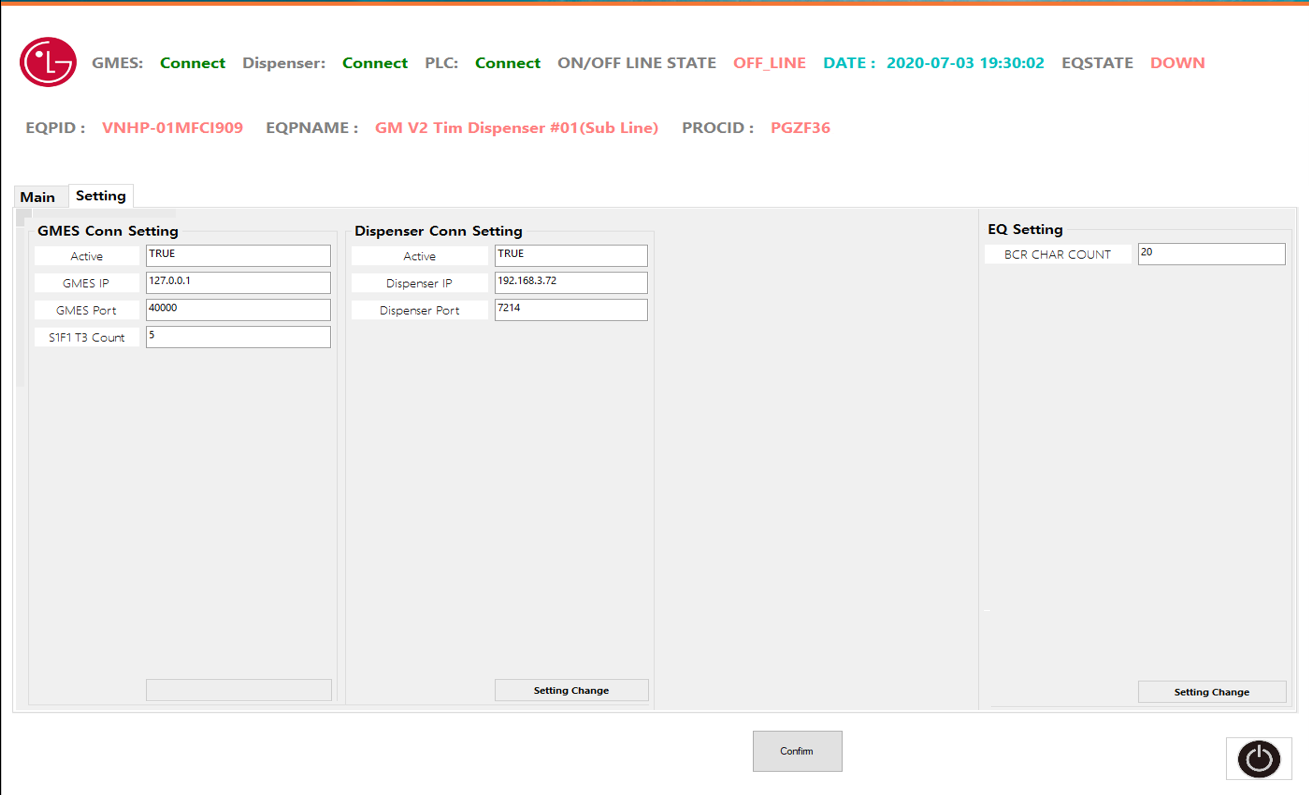 GMES: Connect Dispenser: Connect PLC: Connect ON/OFF LINE STATE OFF_LINE DATE : 2020-07-03 19:30:02 EQSTATE DOWN
EQPID : VNHP-01MFCI909 EQPNAME : GM V2 Tim Dispenser #01(Sub Line) PROCID : PGZF36
Main Setting
GMES Conn Setting
Active TRUE
GMES IP 127.0.0.1
GMES Port 40000
S1F1 T3 Count 5
Dispenser Conn Setting
Active TRUE
Dispenser IP 192.168.3.72
Dispenser Port 7214
Setting Change
EQ Setting
BCR CHAR COUNT 20
Setting Change
Confirm